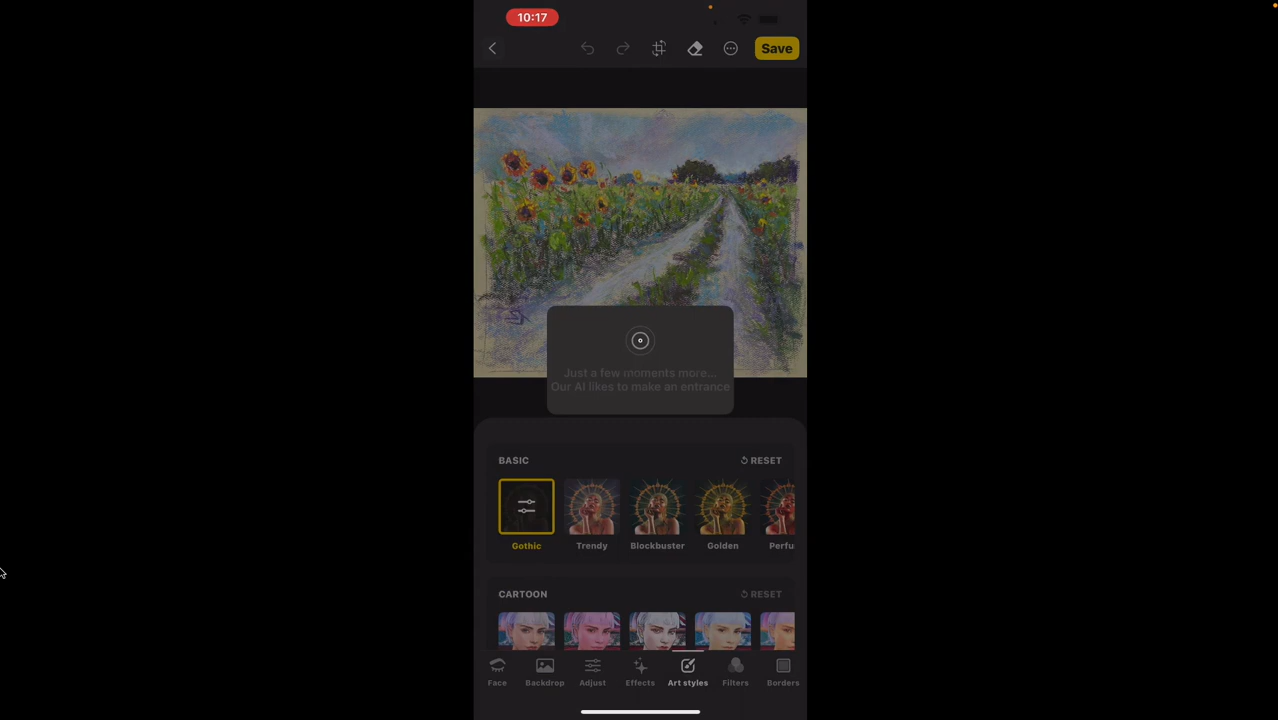 10:17
Save
Just a few moments more...
Our AI likes to make an entrance
BASIC
RESET
Gothic
Trendy
Blockbuster
Golden
Perfu
CARTOON
RESET
Face
Backdrop
Adjust
Effects
Art styles
Filters
Borders